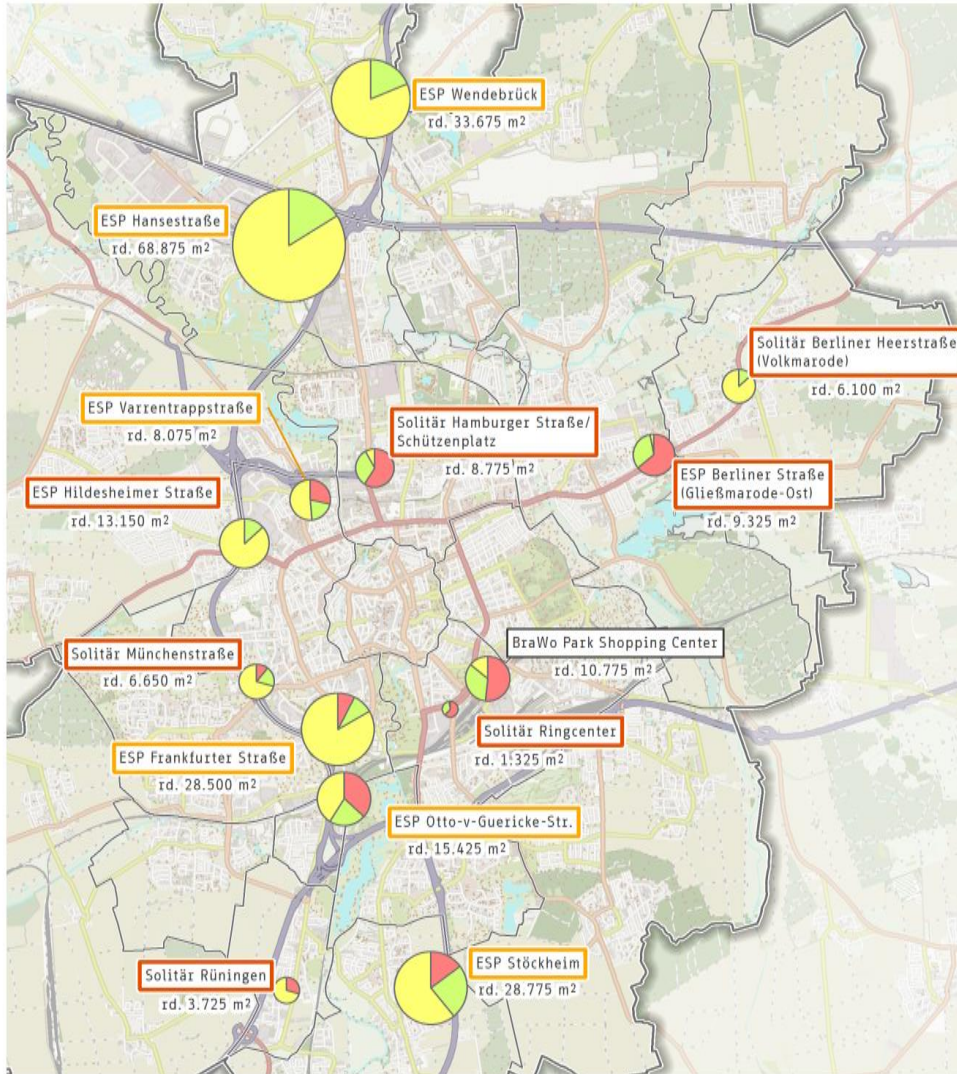 ESP Wendebrück
rd. 33.675 m²
ESP Hansestraße
rd. 68.875 m²
Solitär Berliner Heerstraße
(Volkmarode)
rd. 6.100 m²
ESP Varrentrappstraße
rd. 8.075 m²
Solitär Hamburger Straße/
Schützenplatz
rd. 8.775 m²
ESP Berliner Straße
(Gließmarode-Ost)
rd. 9.325 m²
ESP Hildesheimer Straße
rd. 13.150 m²
BraWo Park Shopping Center
rd. 10.775 m²
Solitär Münchenstraße
rd. 6.650 m²
Solitär Ringcenter
rd. 1.325 m²
ESP Frankfurter Straße
rd. 28.500 m²
ESP Otto-v-Guericke-Str.
rd. 15.425 m²
ESP Stöckheim
rd. 28.775 m²
Solitär Rüningen
rd. 3.725 m²